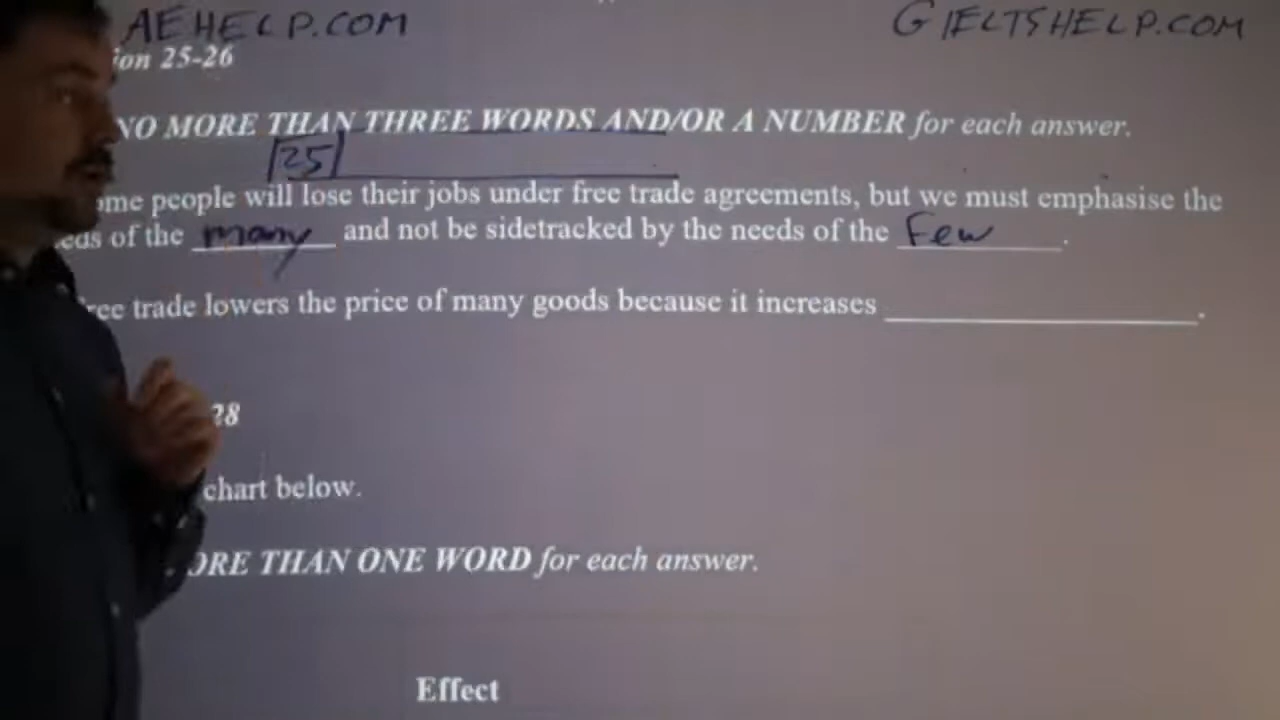 AEHELP.COM
G IELTSHELP.COM
ion 25-26
NO MORE THAN THREE WORDS AND/OR A NUMBER for each answer.
25
ome people will lose their jobs under free trade agreements, but we must emphasise the
eds of the many and not be sidetracked by the needs of the Few.
ree trade lowers the price of many goods because it increases
28
chart below.
ORE THAN ONE WORD for each answer.
Effect